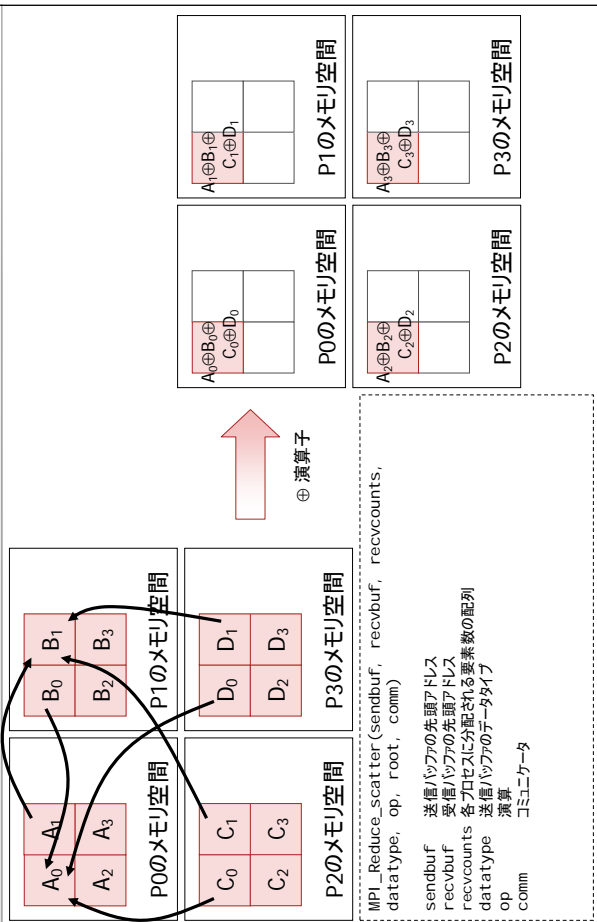 A₀ A₁
A₂ A₃
P0のメモリ空間
B₀ B₁
B₂ B₃
P1のメモリ空間
C₀ C₁
C₂ C₃
P2のメモリ空間
D₀ D₁
D₂ D₃
P3のメモリ空間
⊕ 演算子
A₀⊕B₀⊕
C₀⊕D₀
P0のメモリ空間
A₁⊕B₁⊕
C₁⊕D₁
P1のメモリ空間
A₂⊕B₂⊕
C₂⊕D₂
P2のメモリ空間
A₃⊕B₃⊕
C₃⊕D₃
P3のメモリ空間
MPI_Reduce_scatter(sendbuf, recvbuf, recvcounts,
datatype, op, root, comm)
sendbuf 送信バッファの先頭アドレス
recvbuf 受信バッファの先頭アドレス
recvcounts 各プロセスに分配される要素数の配列
datatype 送信バッファのデータタイプ
op 演算
comm コミュニケータ